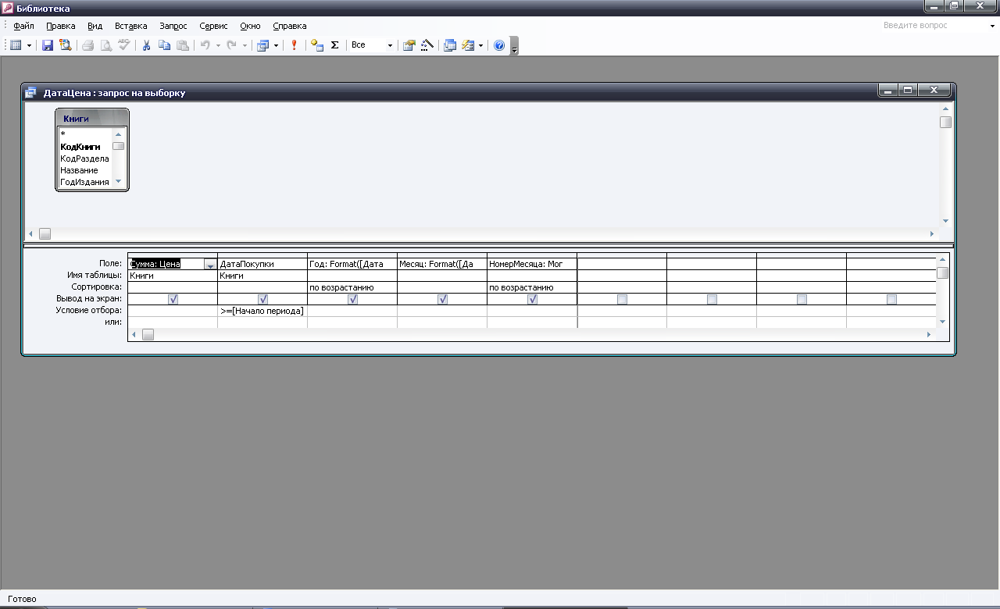 Библиотека
Файл Правка Вид Вставка Запрос Сервис Окно Справка Введите вопрос
ABC Σ Все
ДатаЦена : запрос на выборку
Книги
*
КодКниги
КодРаздела
Название
ГодИздания
Поле: Сумма: Цена ДатаПокупки Год: Format([Дата Месяц: Format([Да НомерМесяца: Mor
Имя таблицы: Книги Книги
Сортировка: по возрастанию по возрастанию
Вывод на экран:
Условие отбора: >=[Начало периода]
или:
Готово